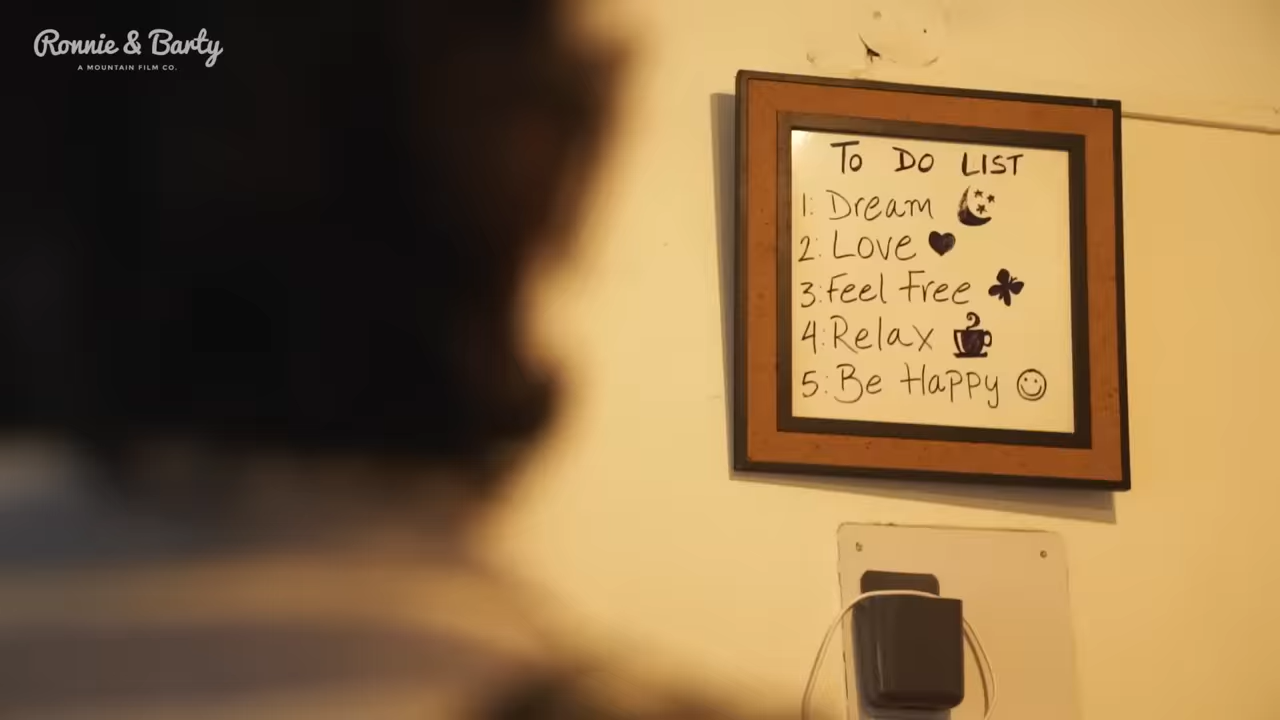 Ronnie & Barty
A MOUNTAIN FILM CO.
TO DO LIST
1: Dream
2: Love
3: Feel Free
4: Relax
5: Be Happy